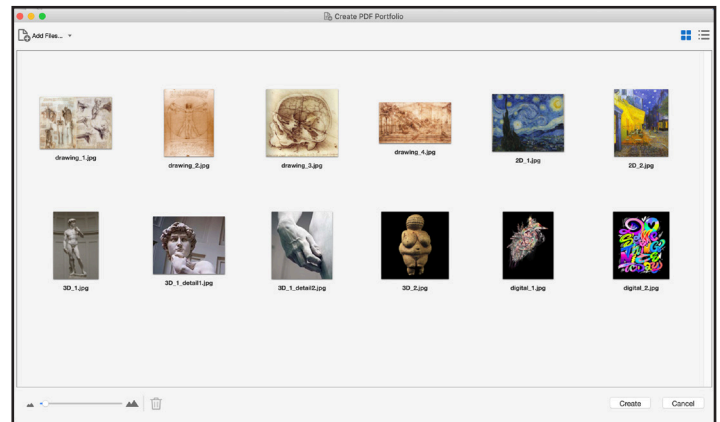 Create PDF Portfolio
Add Files...
drawing_1.jpg
drawing_2.jpg
drawing_3.jpg
drawing_4.jpg
2D_1.jpg
2D_2.jpg
3D_1.jpg
3D_1_detail1.jpg
3D_1_detail2.jpg
3D_2.jpg
digital_1.jpg
digital_2.jpg
Create
Cancel